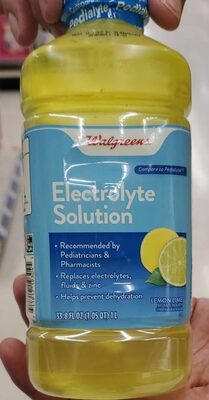 Pedialyte Pedialy
Walgreens
Compare to Pedialyte
Electrolyte
Solution
• Recommended by
Pediatricians &
Pharmacists
• Replaces electrolytes,
fluids & zinc
• Helps prevent dehydration
LEMON LIME
33.8 FL OZ (1.05 QT) 1 L